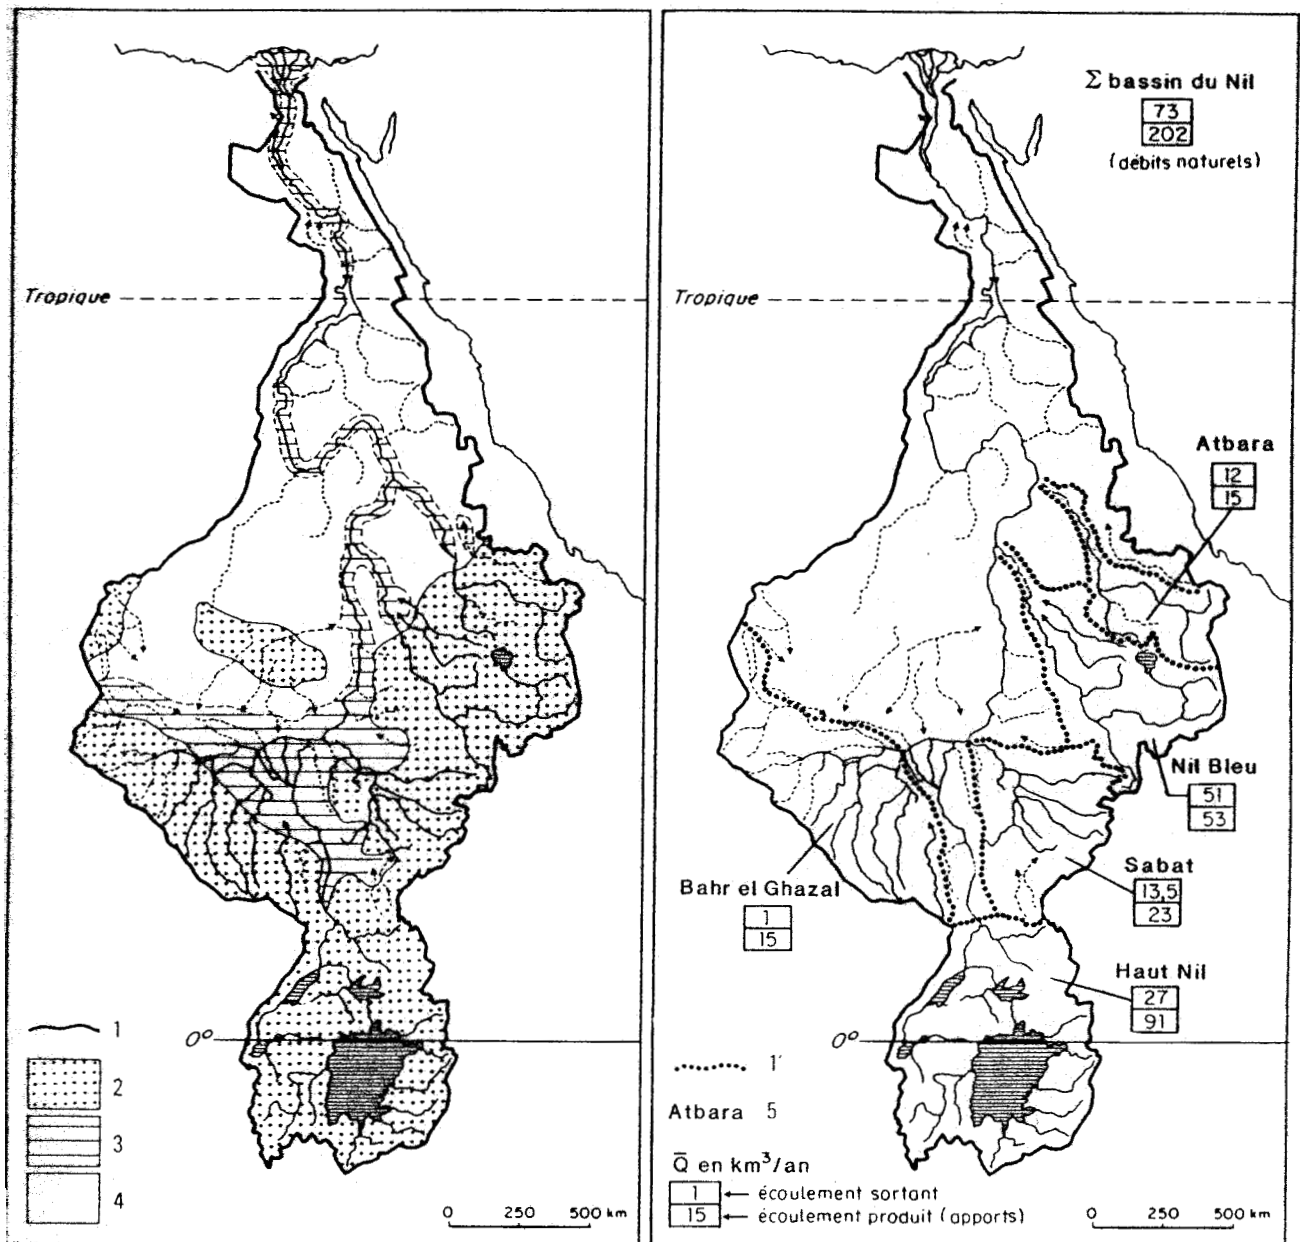 Tropique
0°
1
2
3
4
0 250 500 km
Σ bassin du Nil
73
202
(débits naturels)
Tropique
Atbara
12
15
Nil Bleu
51
53
Sabat
13,5
23
Bahr el Ghazal
1
15
Haut Nil
27
91
0°
1'
Atbara 5
Q̅ en km³/an
1 ← écoulement sortant
15 ← écoulement produit (apports)
0 250 500 km